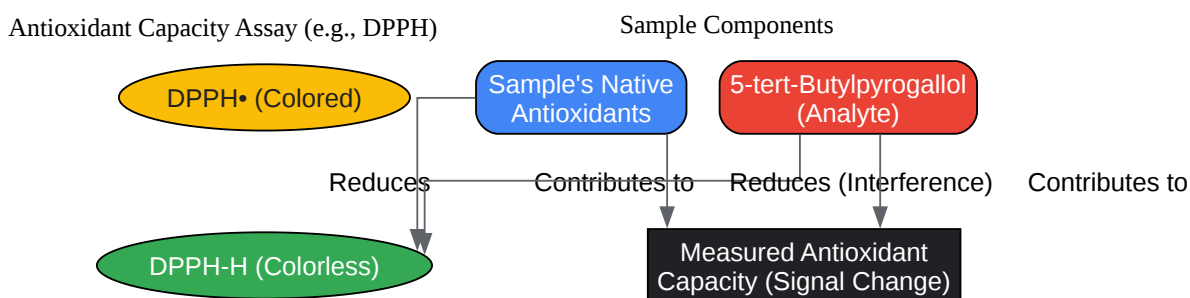 Antioxidant Capacity Assay (e.g., DPPH)
Sample Components
DPPH• (Colored)
Sample's Native
Antioxidants
5-tert-Butylpyrogallol
(Analyte)
Reduces
Contributes to
Reduces (Interference)
Contributes to
DPPH-H (Colorless)
Measured Antioxidant
Capacity (Signal Change)